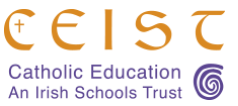 CEIST
Catholic Education
An Irish Schools Trust